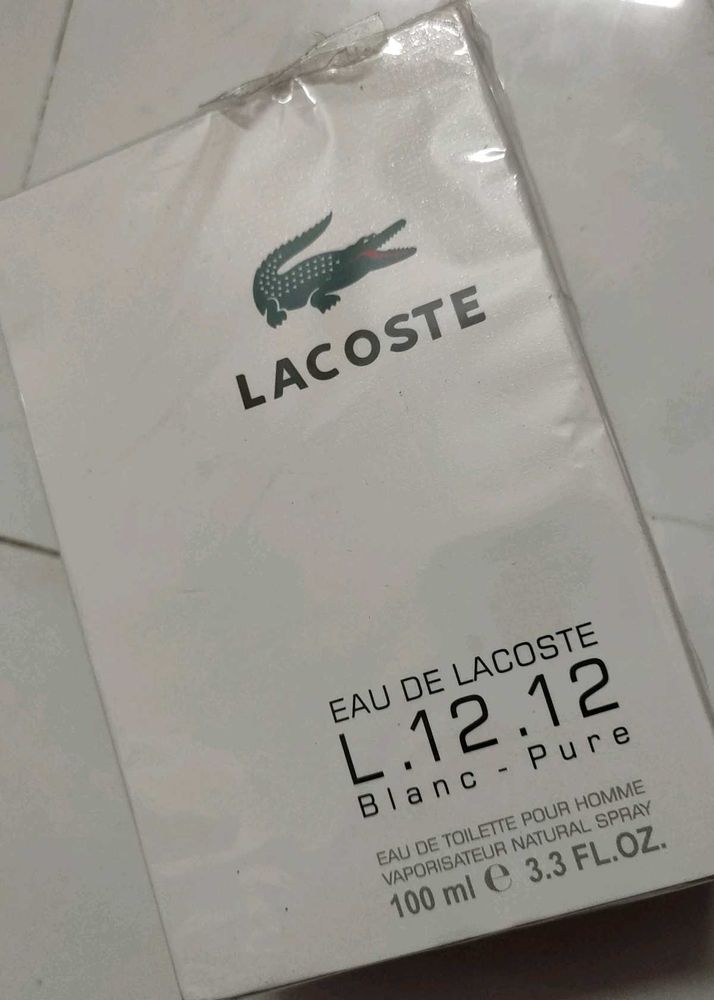 LACOSTE
EAU DE LACOSTE
L.12.12
Blanc - Pure
EAU DE TOILETTE POUR HOMME
VAPORISATEUR NATURAL SPRAY
100 ml ℮ 3.3 FL.OZ.